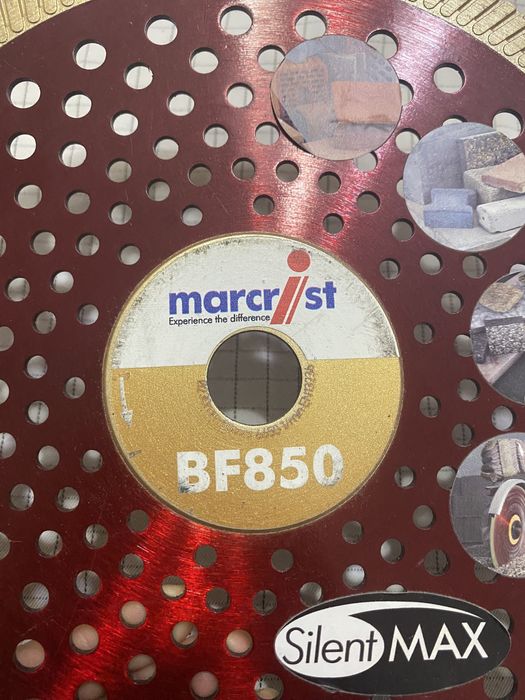 marcrist
Experience the difference
BF850
Silent MAX